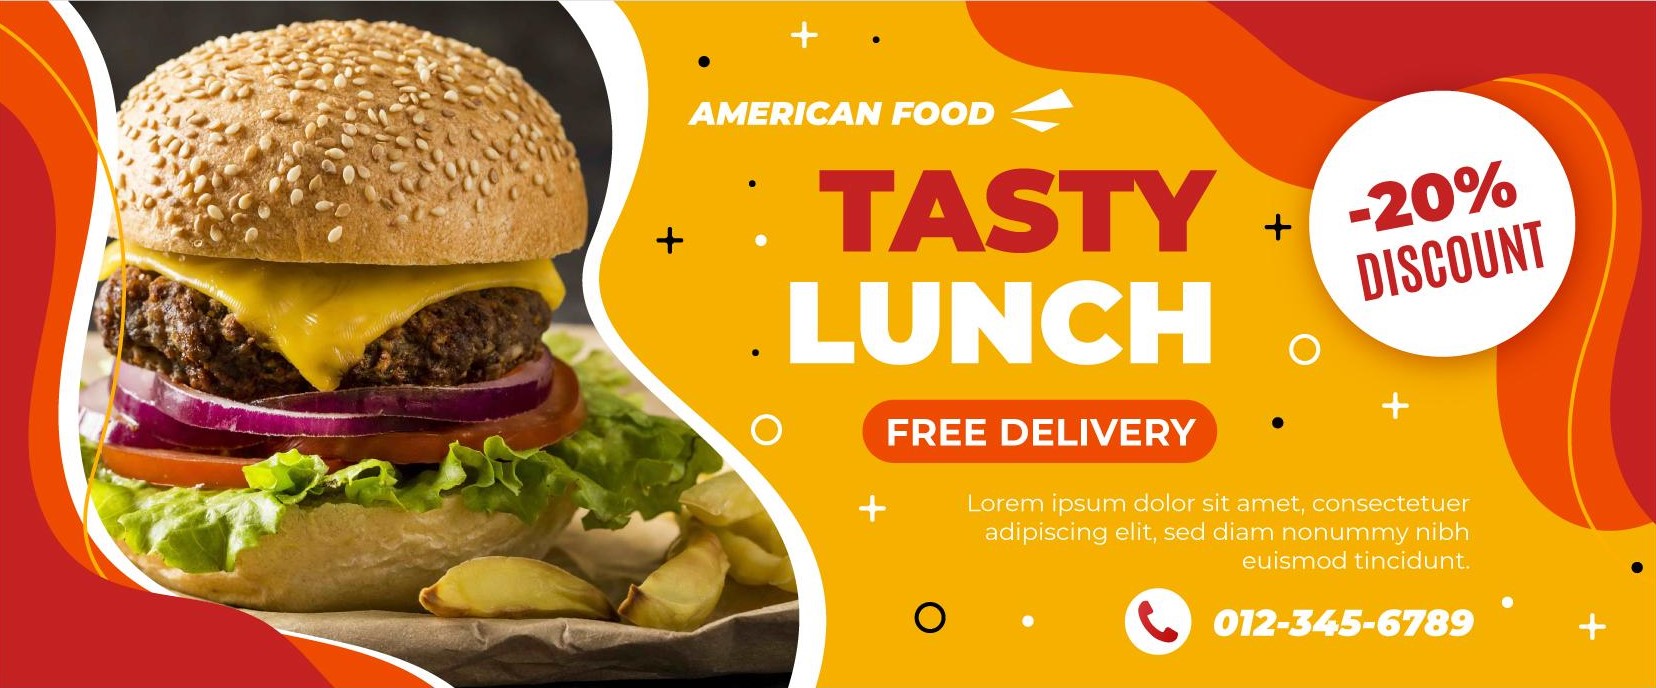 AMERICAN FOOD
TASTY
LUNCH
-20%
DISCOUNT
FREE DELIVERY
Lorem ipsum dolor sit amet, consectetuer
adipiscing elit, sed diam nonummy nibh
euismod tincidunt.
012-345-6789